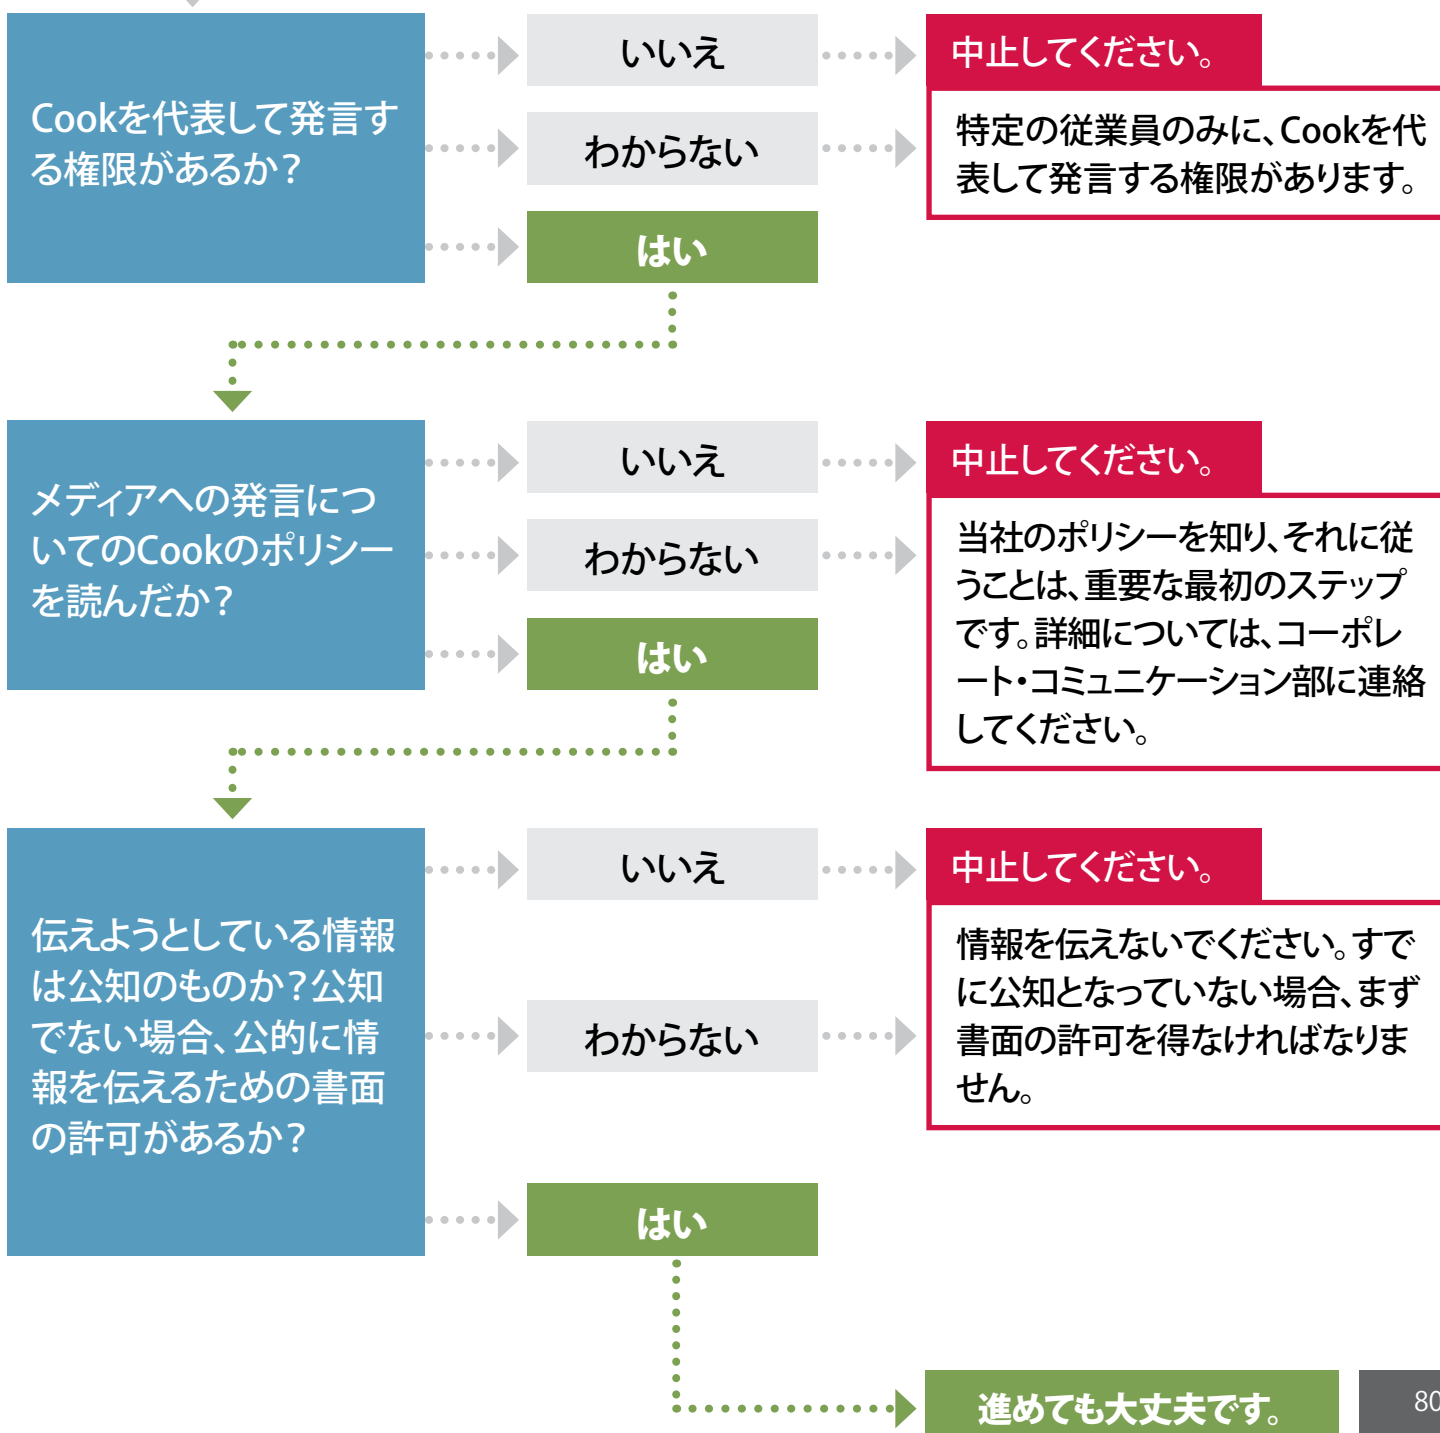 Cookを代表して発言す
る権限があるか？
いいえ
わからない
はい
中止してください。
特定の従業員のみに、Cookを代
表して発言する権限があります。
メディアへの発言につ
いてのCookのポリシー
を読んだか？
いいえ
わからない
はい
中止してください。
当社のポリシーを知り、それに従
うことは、重要な最初のステップ
です。詳細については、コーポレ
ート・コミュニケーション部に連絡
してください。
伝えようとしている情報
は公知のものか？公知
でない場合、公的に情
報を伝えるための書面
の許可があるか？
いいえ
わからない
はい
中止してください。
情報を伝えないでください。すで
に公知となっていない場合、まず
書面の許可を得なければなりま
せん。
進めても大丈夫です。
80